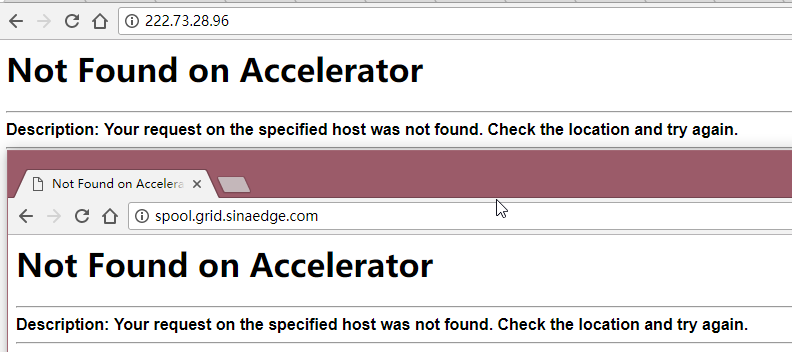 222.73.28.96
Not Found on Accelerator
Description: Your request on the specified host was not found. Check the location and try again.
Not Found on Accelera
spool.grid.sinaedge.com
Not Found on Accelerator
Description: Your request on the specified host was not found. Check the location and try again.